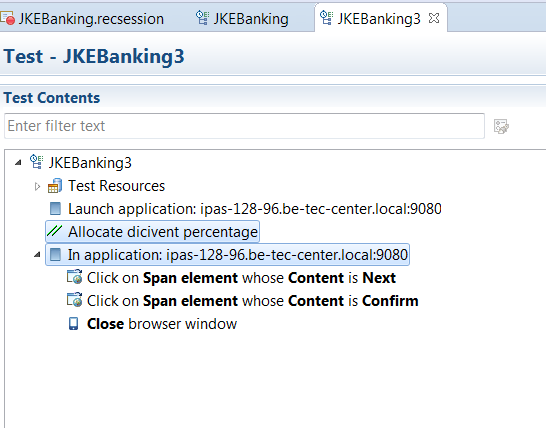 JKEBanking.recsession JKEBanking JKEBanking3
Test - JKEBanking3
Test Contents
Enter filter text
JKEBanking3
Test Resources
Launch application: ipas-128-96.be-tec-center.local:9080
Allocate dicivent percentage
In application: ipas-128-96.be-tec-center.local:9080
Click on Span element whose Content is Next
Click on Span element whose Content is Confirm
Close browser window